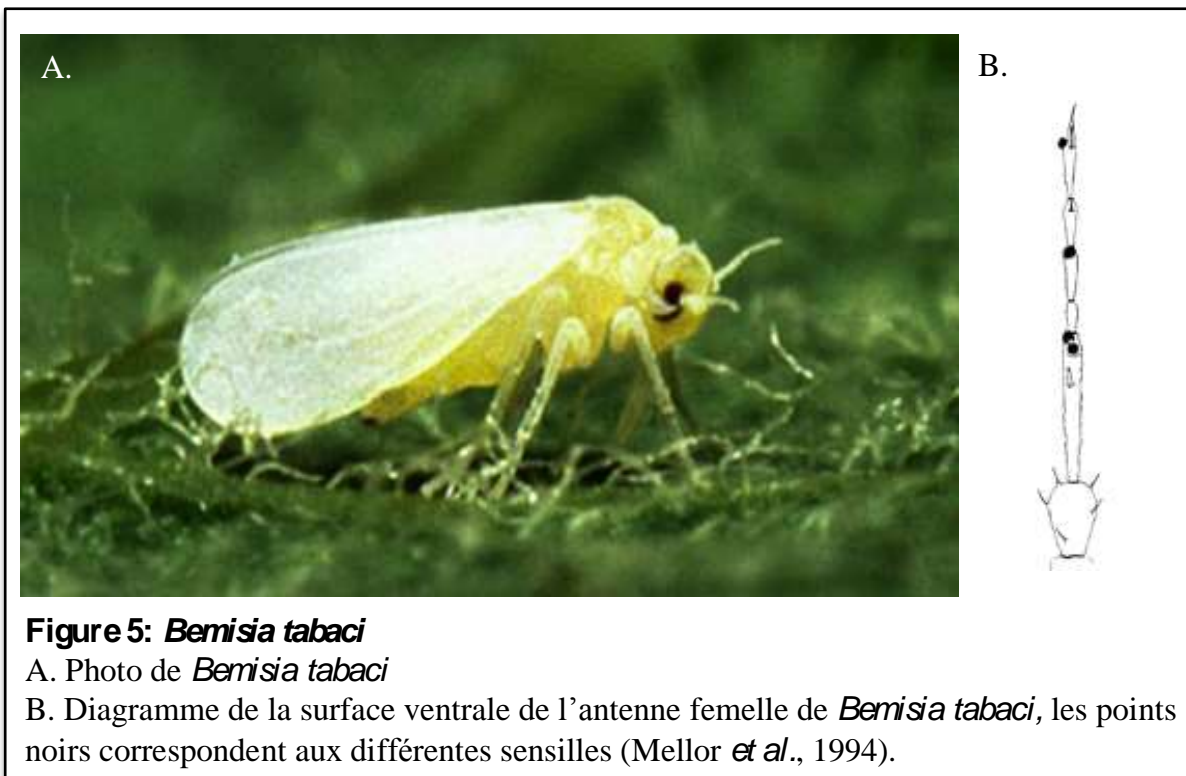 A.
B.
Figure 5: Bemisia tabaci
A. Photo de Bemisia tabaci
B. Diagramme de la surface ventrale de l’antenne femelle de Bemisia tabaci, les points
noirs correspondent aux différentes sensilles (Mellor et al., 1994).